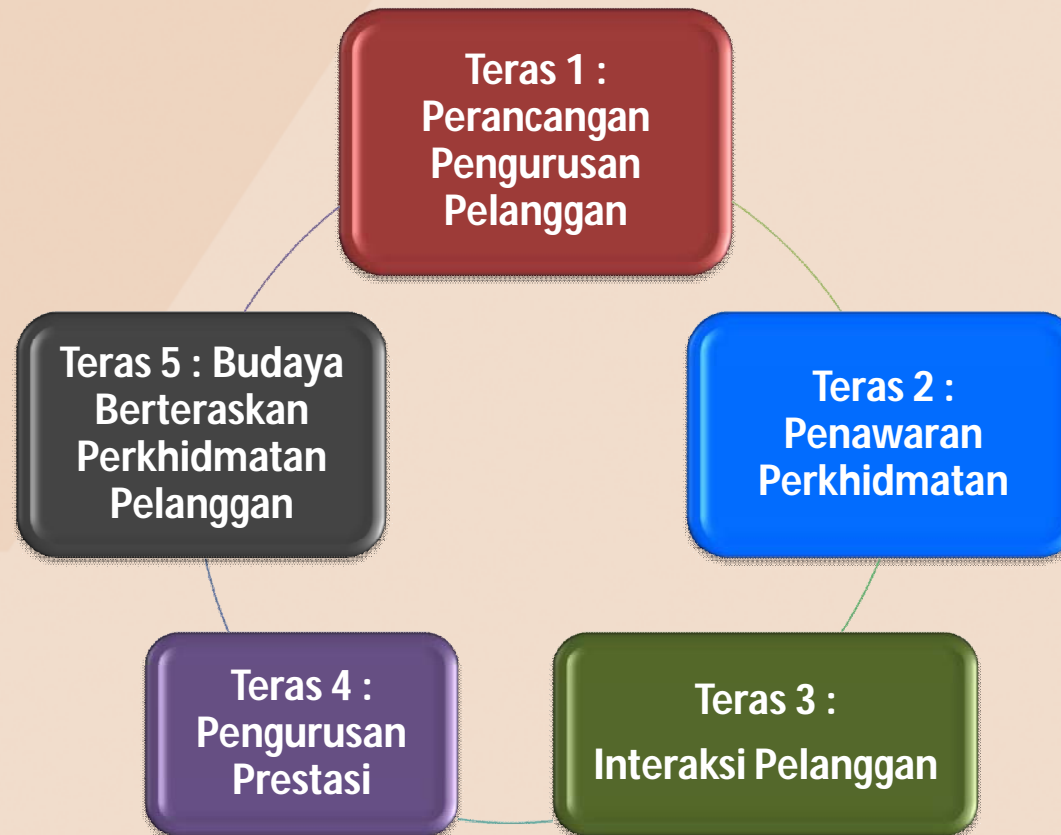 Teras 1 :
Perancangan
Pengurusan
Pelanggan
Teras 2 :
Penawaran
Perkhidmatan
Teras 3 :
Interaksi Pelanggan
Teras 4 :
Pengurusan
Prestasi
Teras 5 : Budaya
Berteraskan
Perkhidmatan
Pelanggan